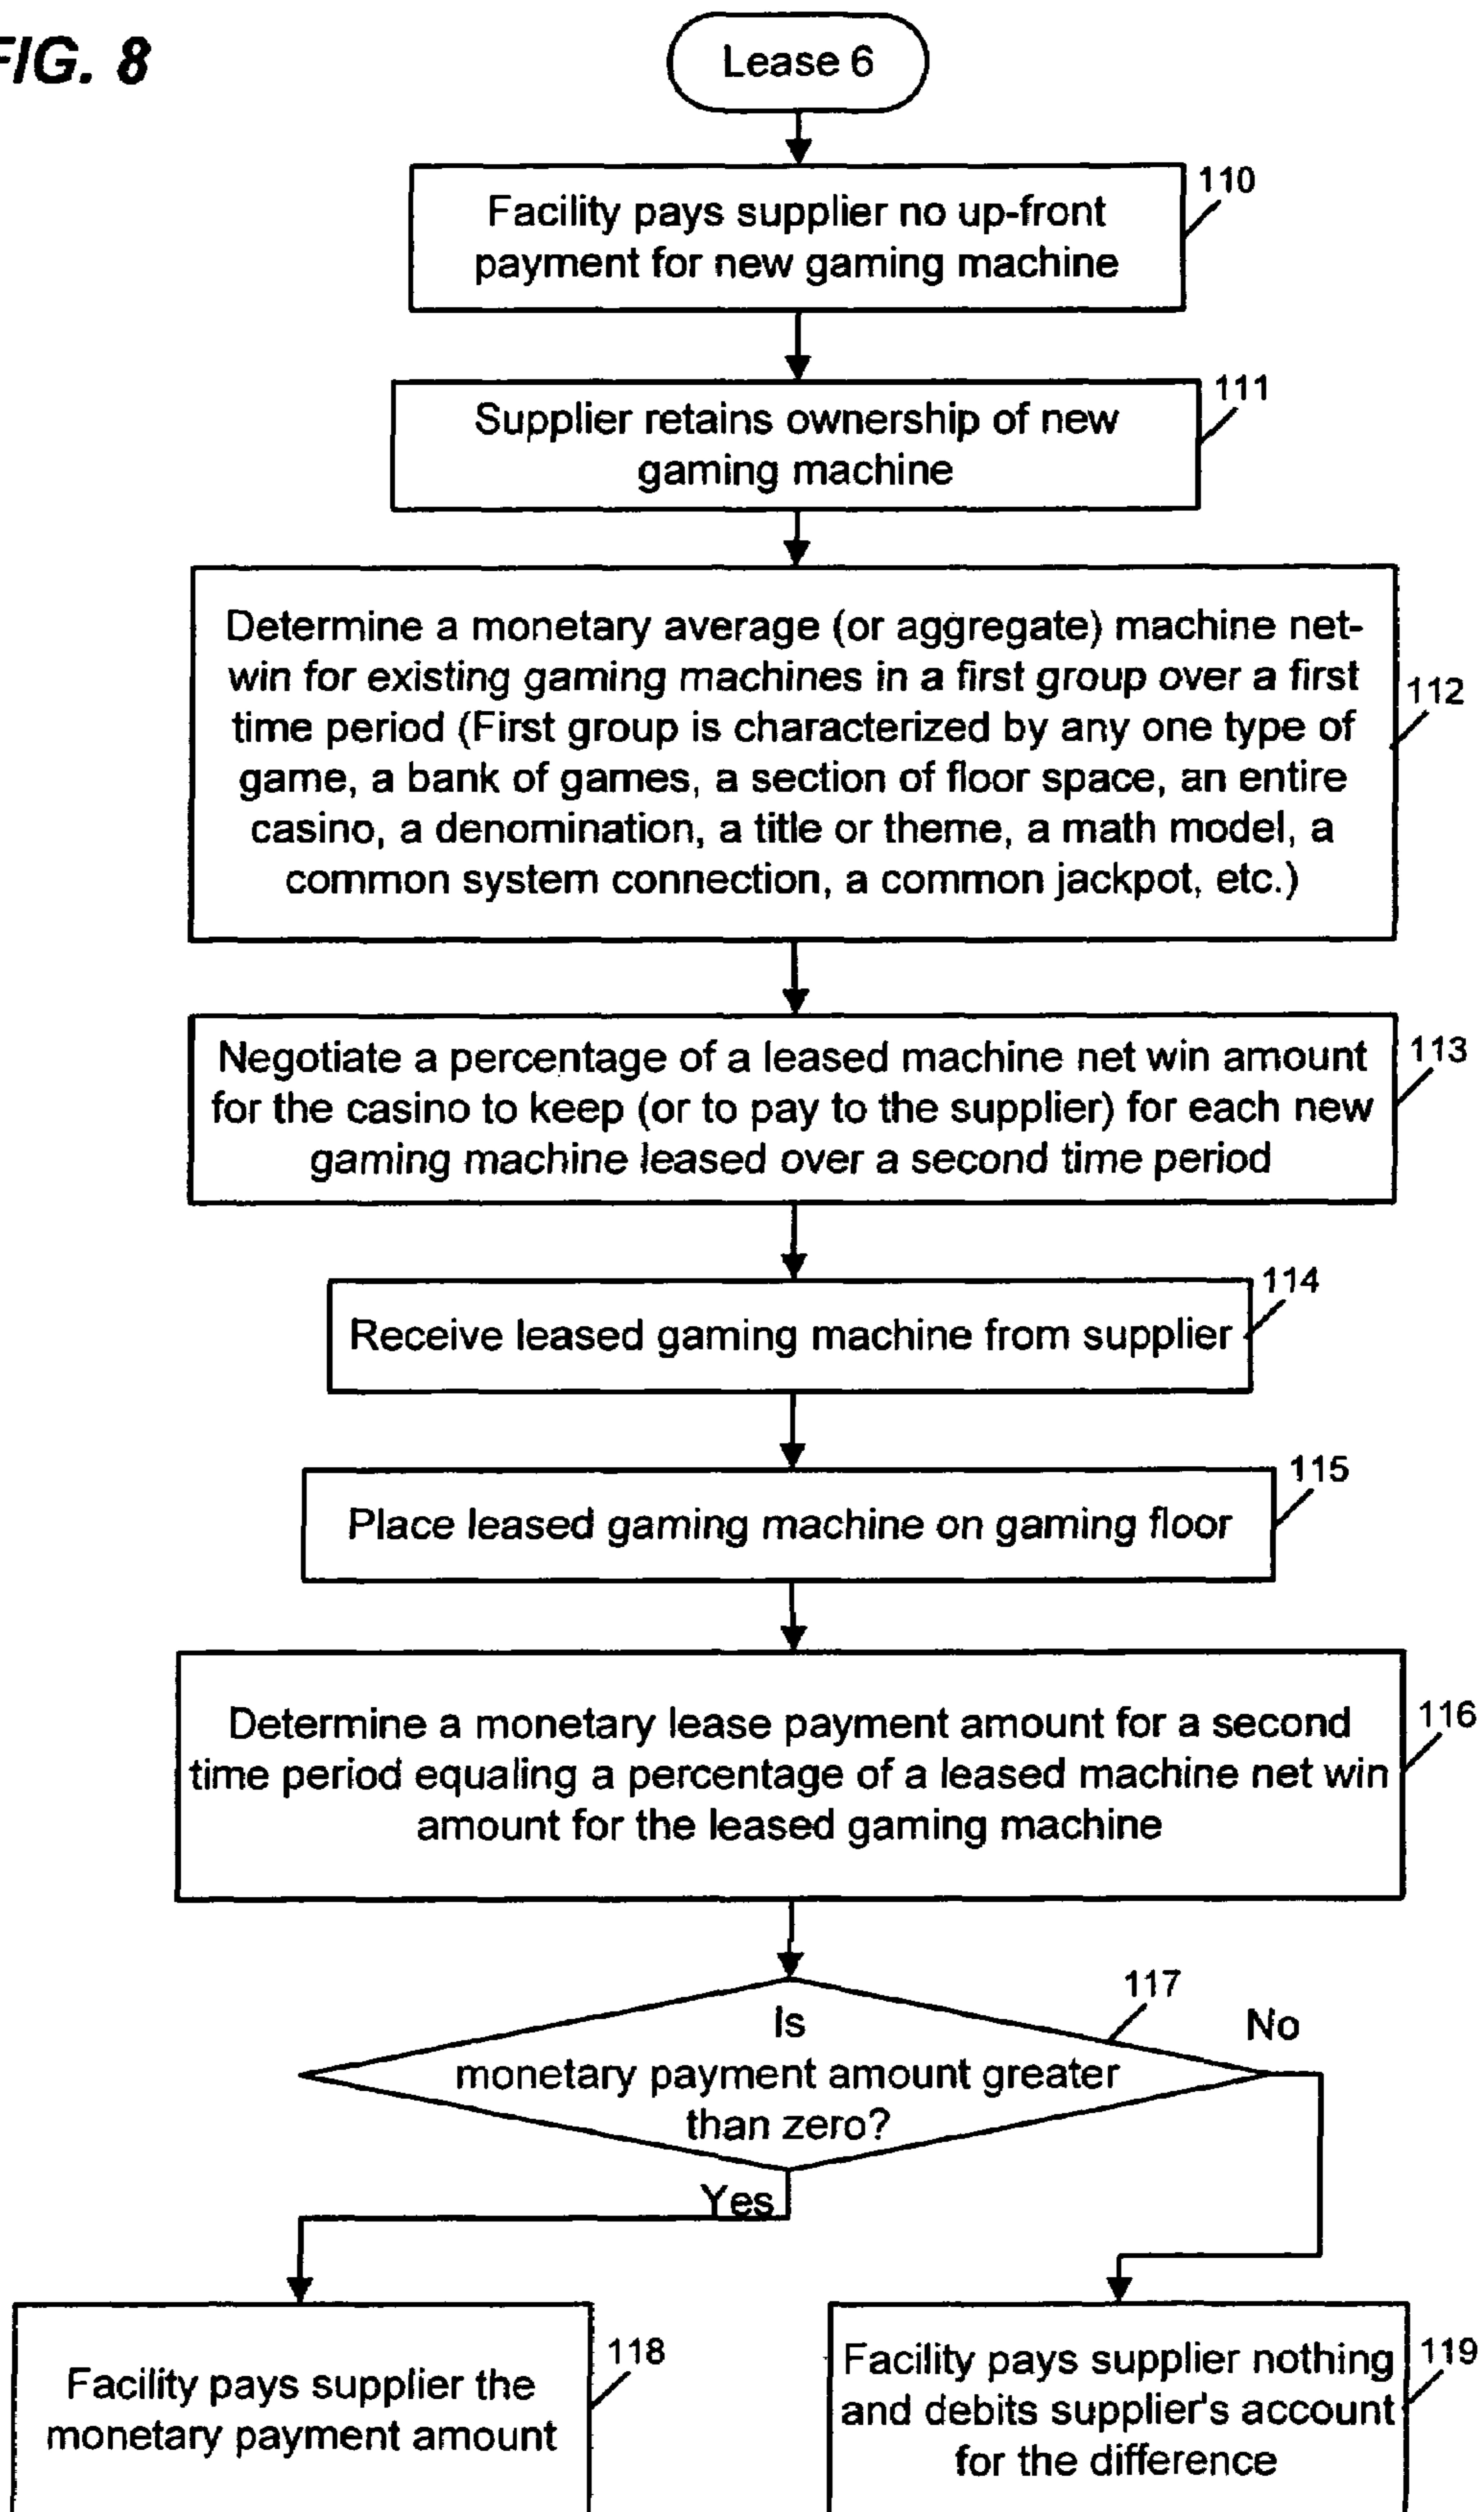 FIG. 8
Lease 6
110
Facility pays supplier no up-front
payment for new gaming machine
111
Supplier retains ownership of new
gaming machine
Determine a monetary average (or aggregate) machine net-
win for existing gaming machines in a first group over a first
time period (First group is characterized by any one type of
game, a bank of games, a section of floor space, an entire
casino, a denomination, a title or theme, a math model, a
common system connection, a common jackpot, etc.)
112
Negotiate a percentage of a leased machine net win amount
for the casino to keep (or to pay to the supplier) for each new
gaming machine leased over a second time period
113
114
Receive leased gaming machine from supplier
115
Place leased gaming machine on gaming floor
Determine a monetary lease payment amount for a second
time period equaling a percentage of a leased machine net win
amount for the leased gaming machine
116
117
Is
monetary payment amount greater
than zero?
No
Yes
Facility pays supplier the
monetary payment amount
118
Facility pays supplier nothing
and debits supplier's account
for the difference
119